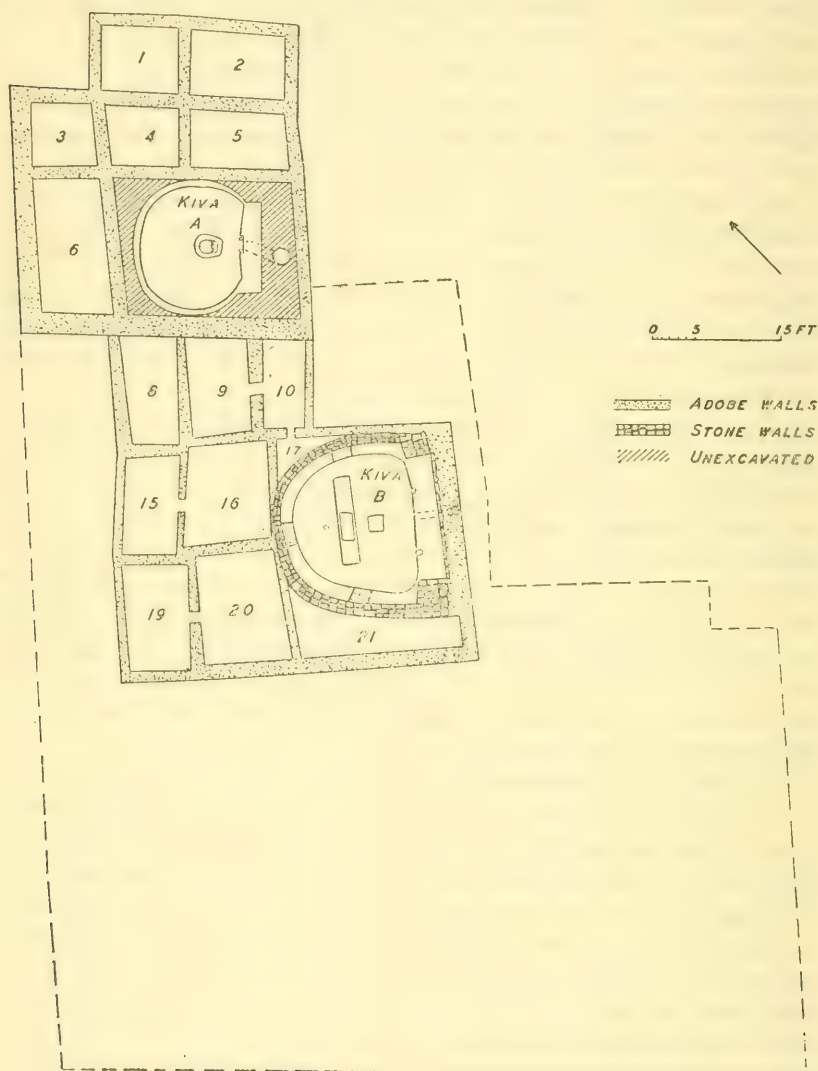 1
2
3
4
5
KIVA
A
6
0 5 15 FT
8
9
10
ADOBE WALLS
STONE WALLS
UNEXCAVATED
17
KIVA
B
15
16
19
20
21